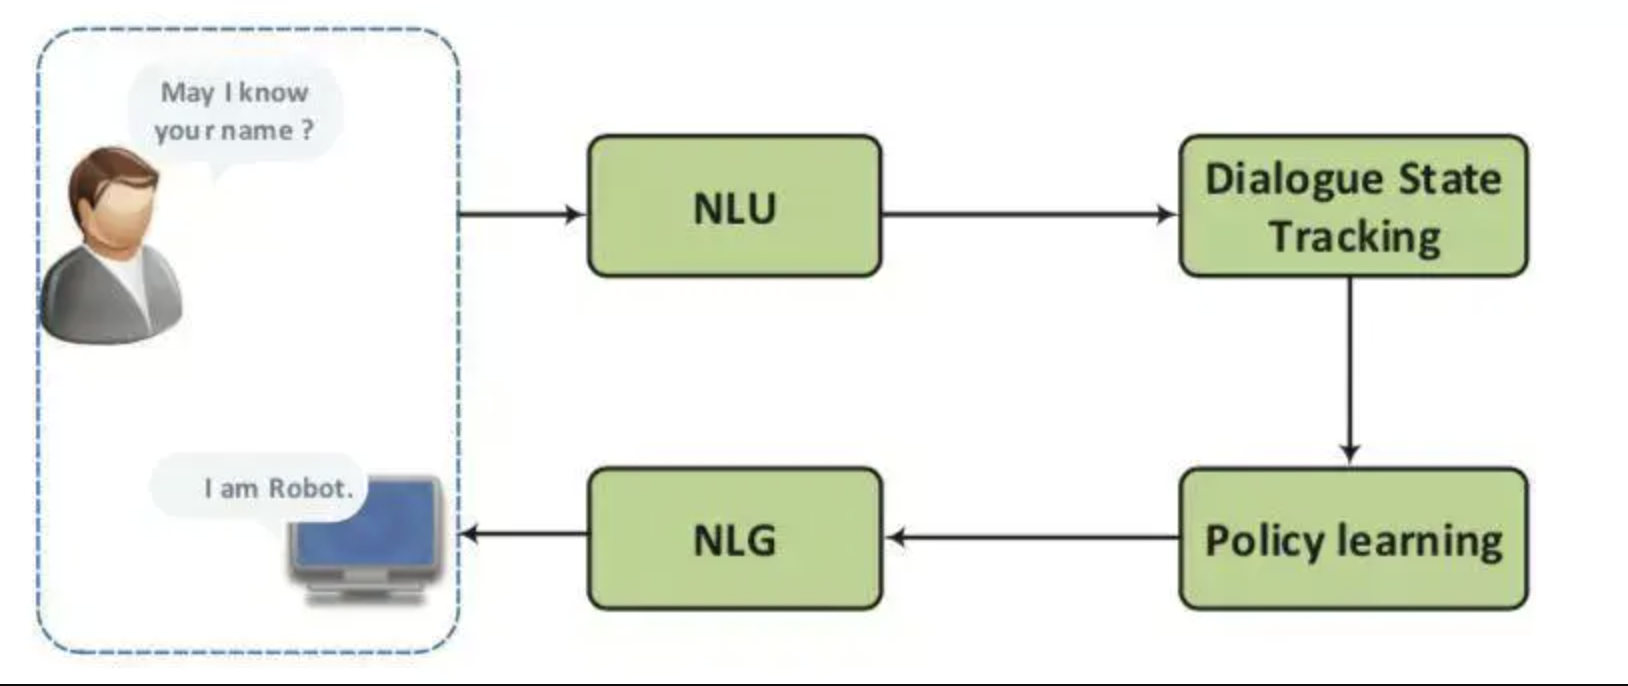 May I know
your name ?
NLU
Dialogue State
Tracking
I am Robot.
NLG
Policy learning